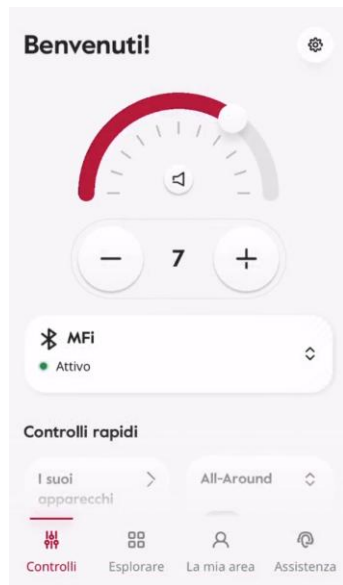 Benvenuti!
7
MFi
Attivo
Controlli rapidi
I suoi
apparecchi
All-Around
Controlli
Esplorare
La mia area
Assistenza